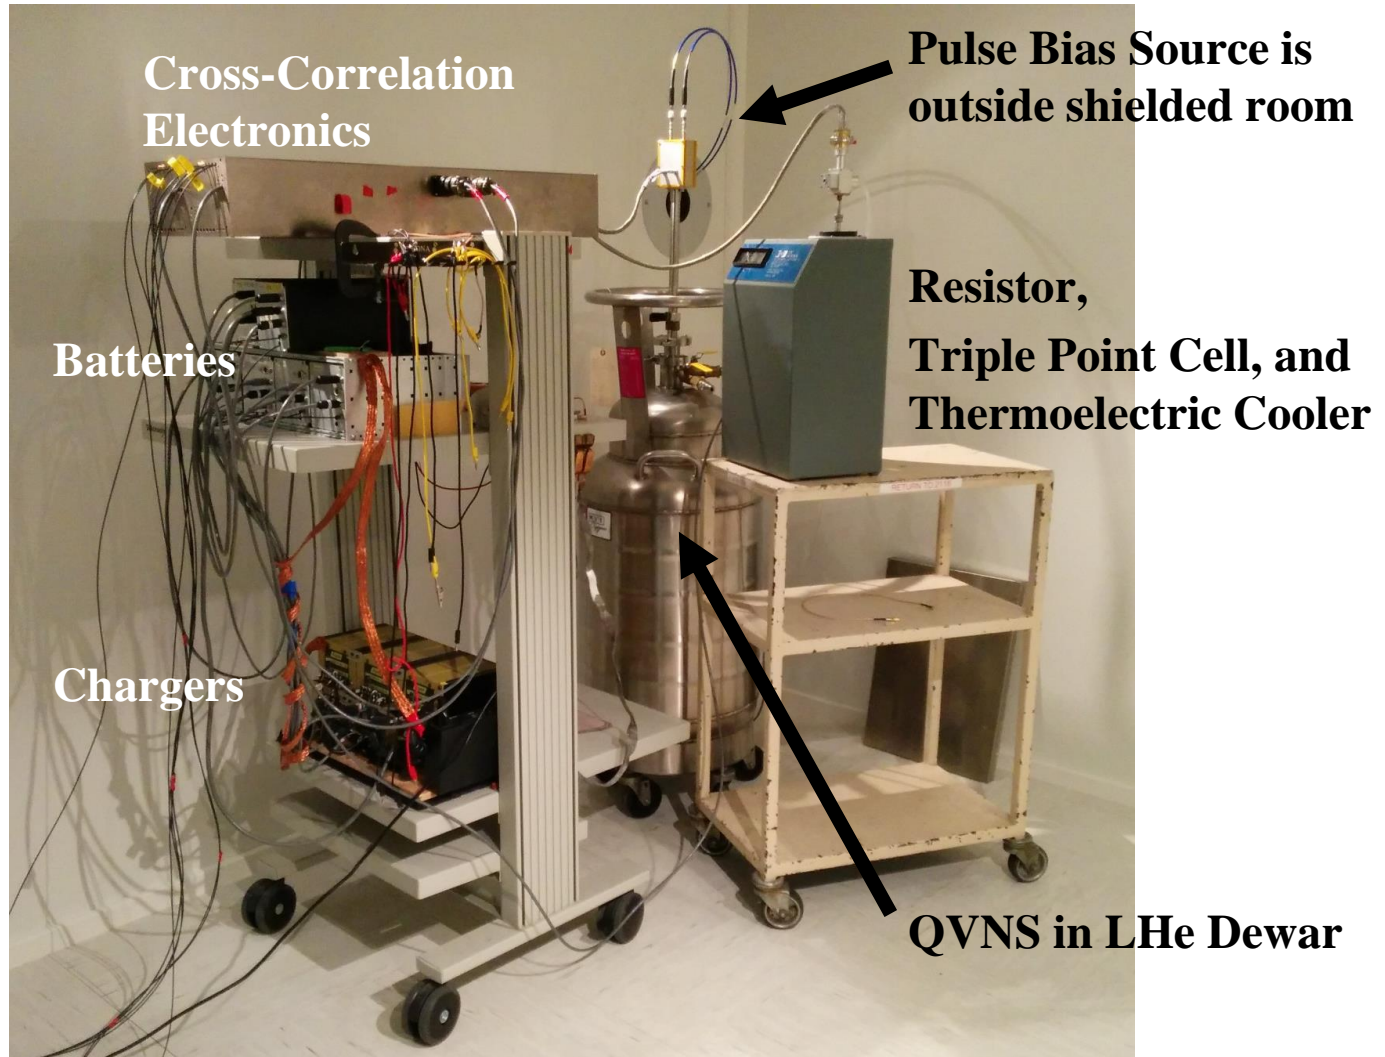 Cross-Correlation
Electronics
Pulse Bias Source is
outside shielded room
Resistor,
Triple Point Cell, and
Thermoelectric Cooler
Batteries
Chargers
QVNS in LHe Dewar